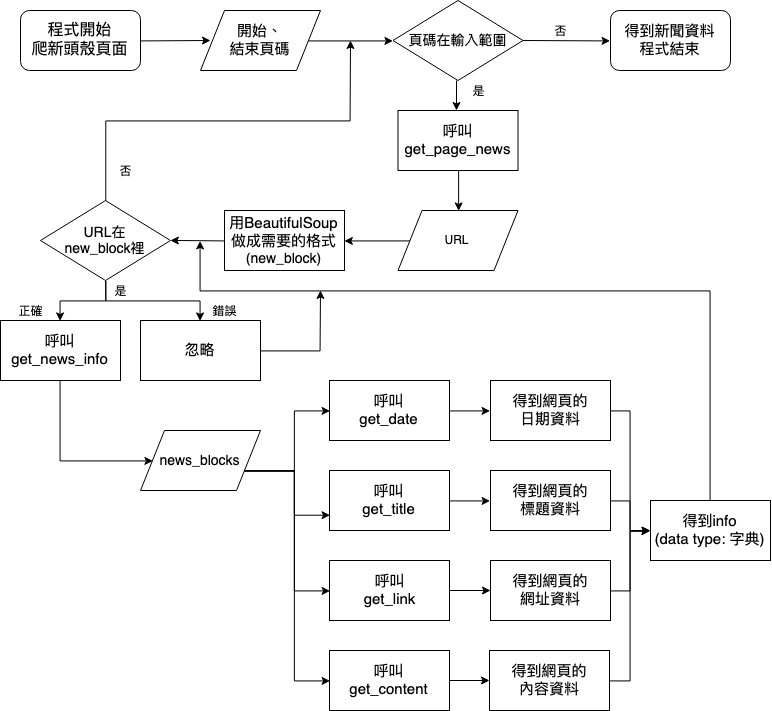 程式開始
爬新頭殼頁面
開始、
結束頁碼
頁碼在輸入範圍
否
得到新聞資料
程式結束
是
呼叫
get_page_news
否
URL在
new_block裡
用BeautifulSoup
做成需要的格式
(new_block)
URL
是
正確
錯誤
呼叫
get_news_info
忽略
呼叫
get_date
得到網頁的
日期資料
news_blocks
呼叫
get_title
得到網頁的
標題資料
得到info
(data type: 字典)
呼叫
get_link
得到網頁的
網址資料
呼叫
get_content
得到網頁的
內容資料